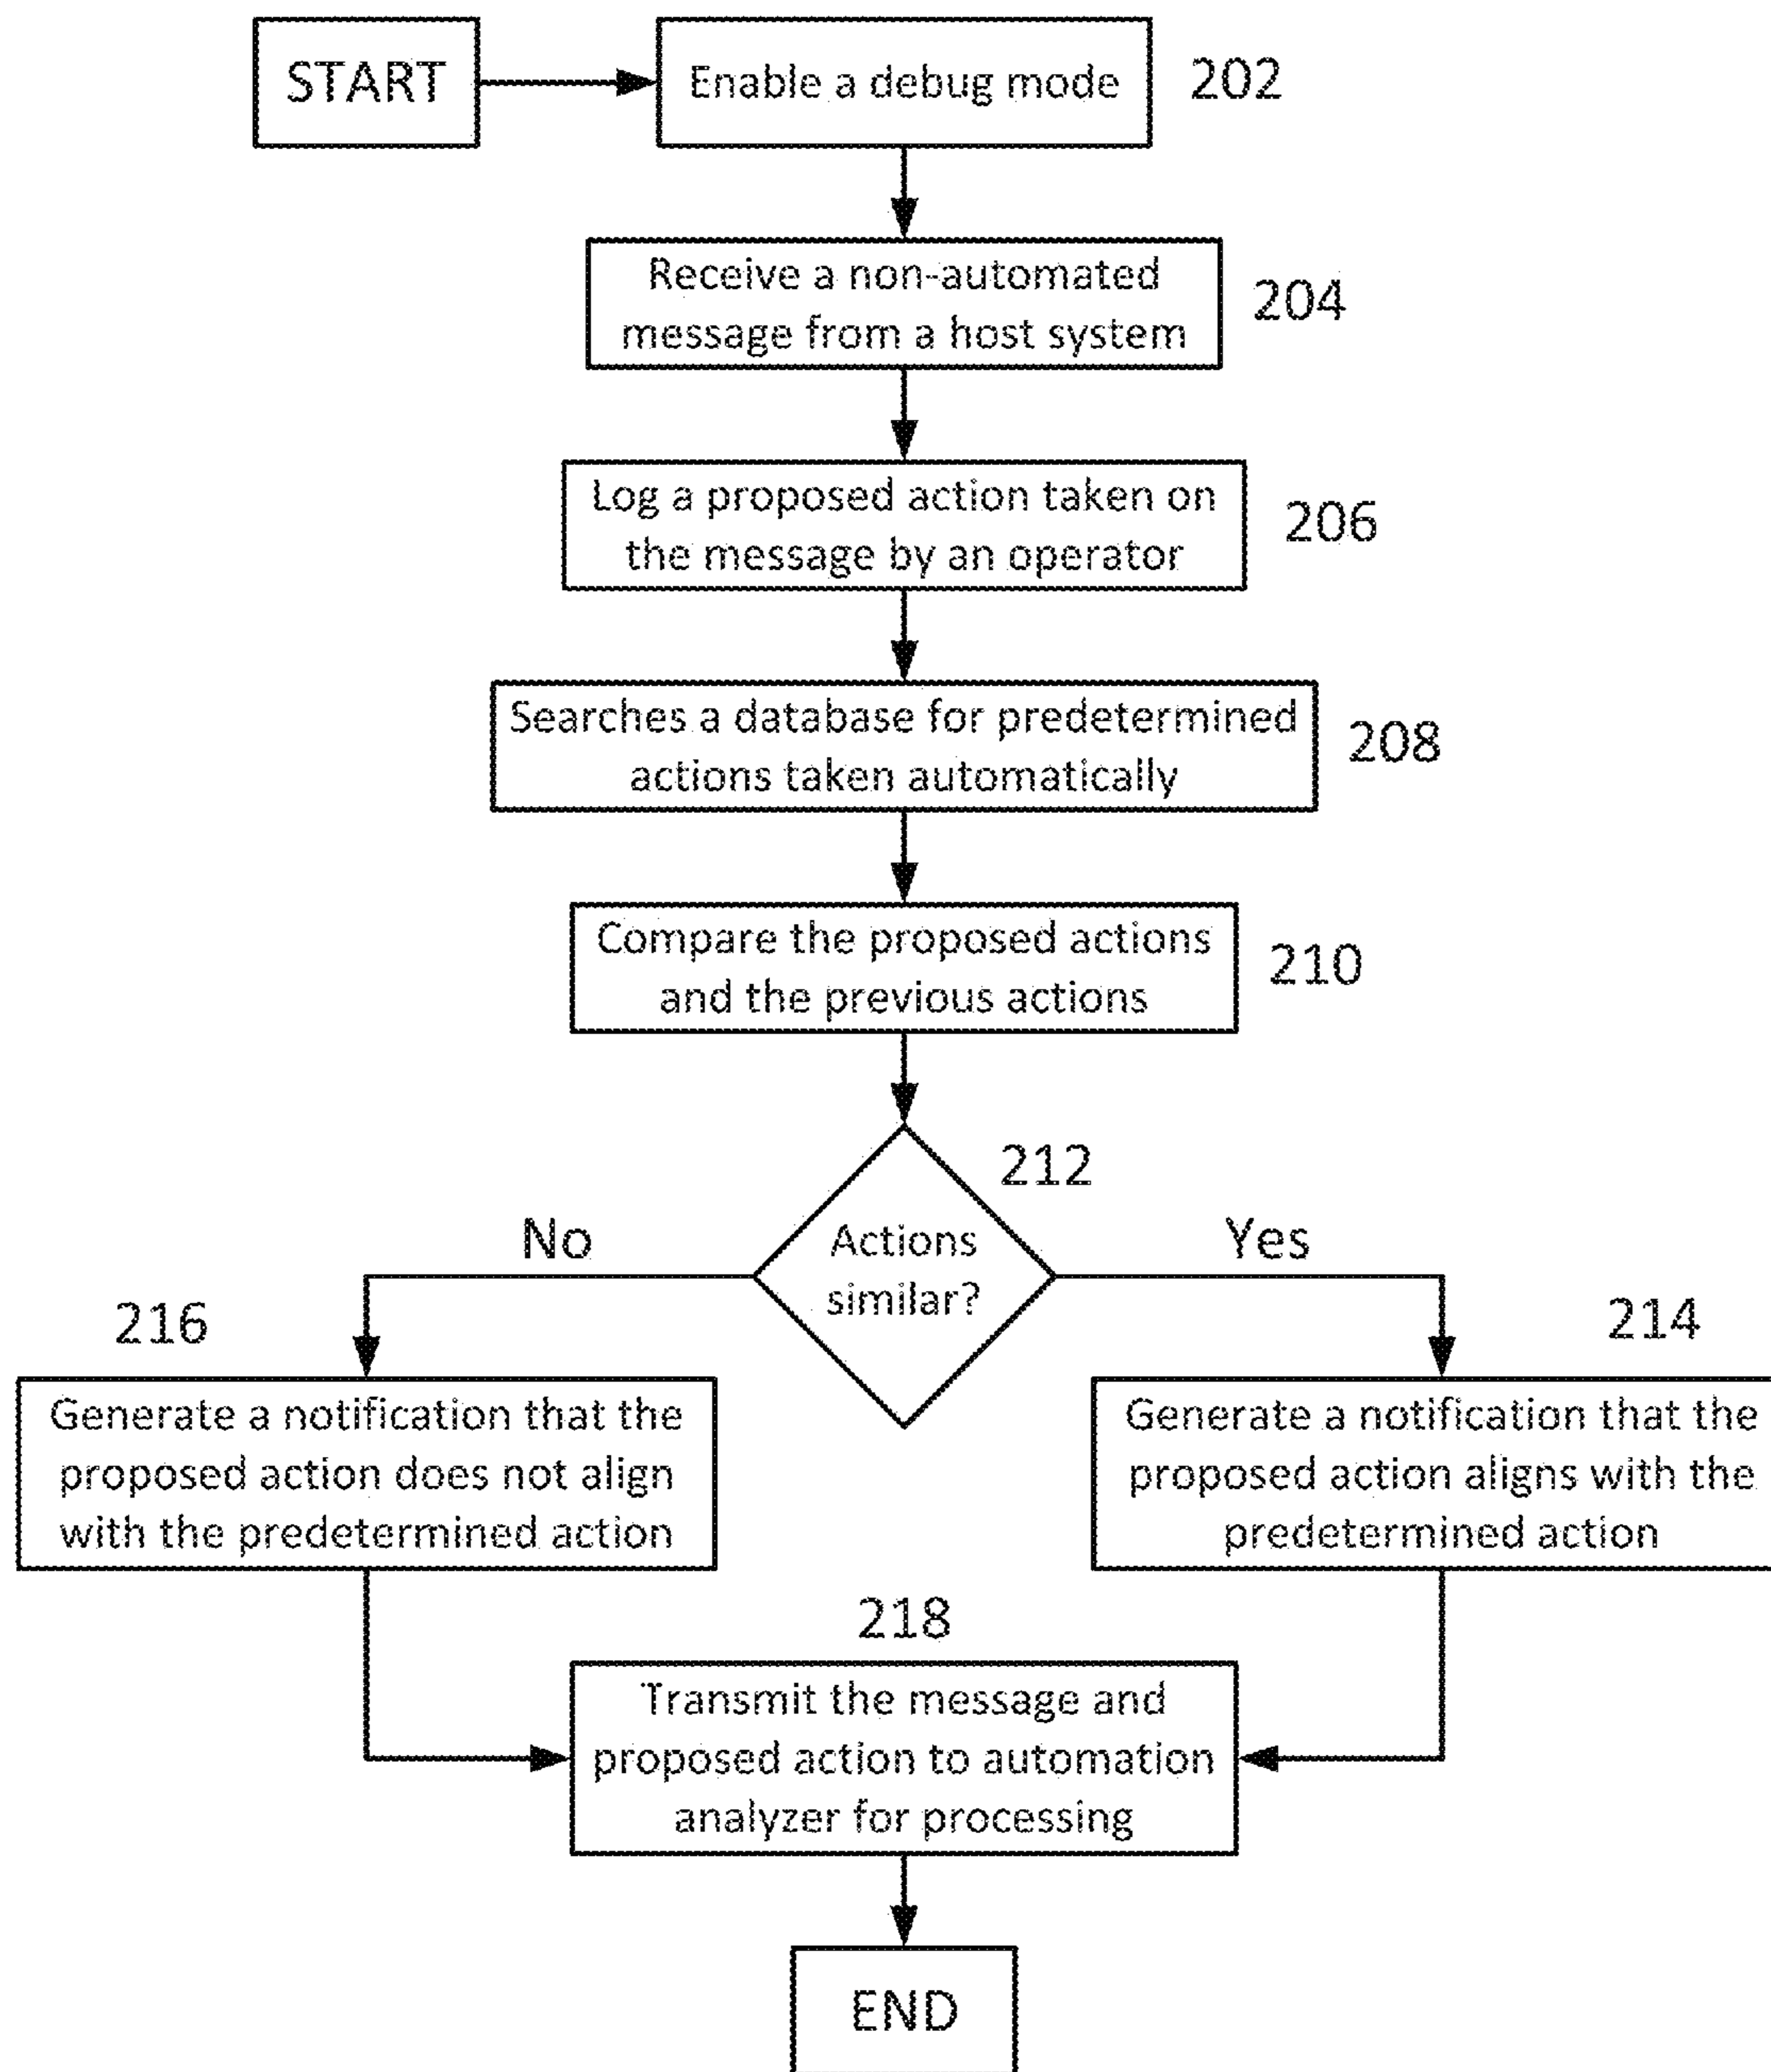 START
Enable a debug mode
202
Receive a non-automated
message from a host system
204
Log a proposed action taken on
the message by an operator
206
Searches a database for predetermined
actions taken automatically
208
Compare the proposed actions
and the previous actions
210
212
Actions
similar?
No
Yes
216
214
Generate a notification that the
proposed action does not align
with the predetermined action
Generate a notification that the
proposed action aligns with the
predetermined action
218
Transmit the message and
proposed action to automation
analyzer for processing
END